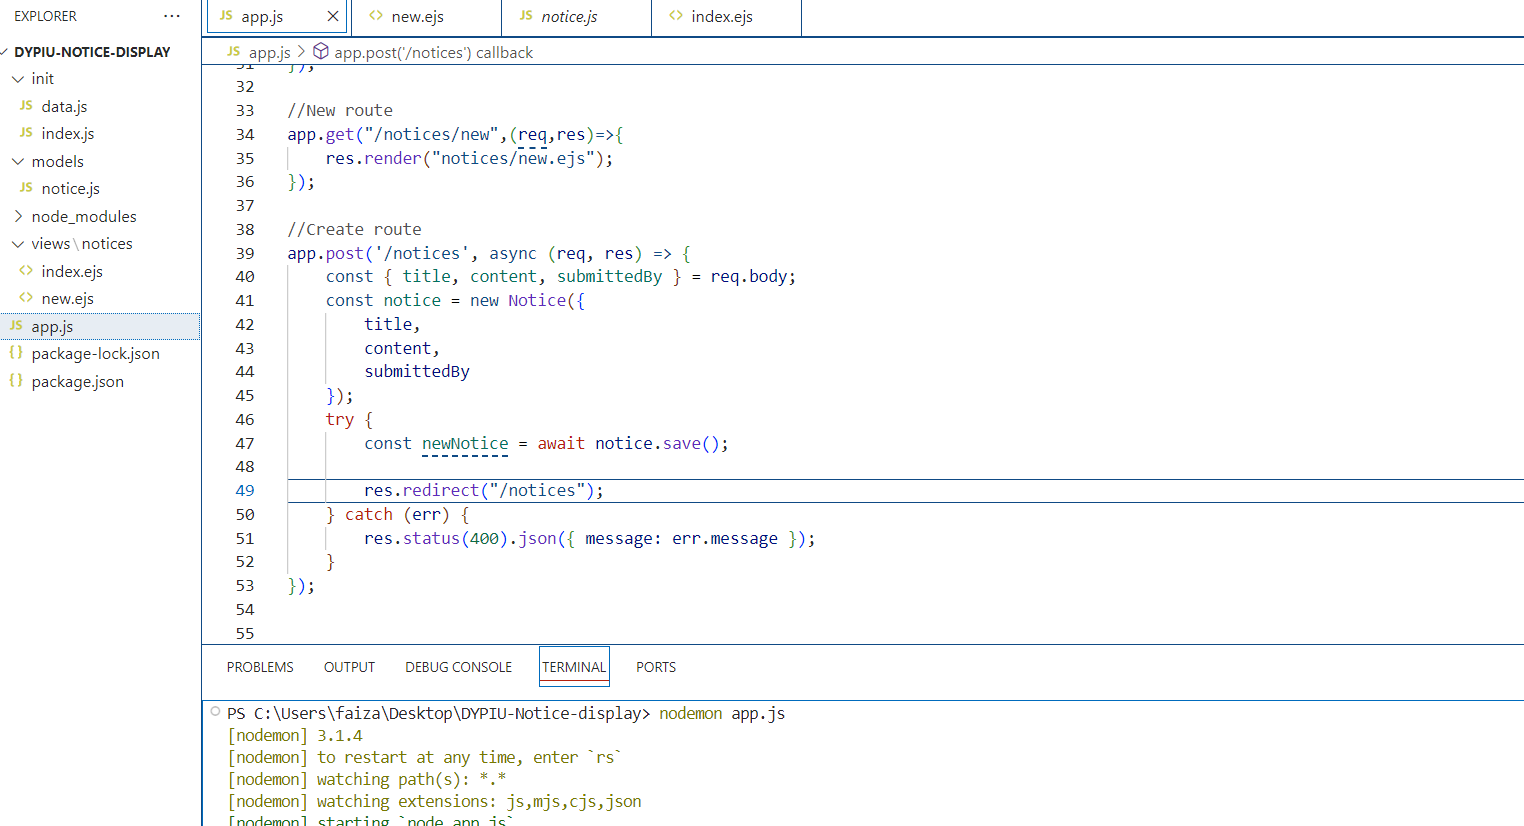 EXPLORER
···
DYPIU-NOTICE-DISPLAY
init
JS data.js
JS index.js
models
JS notice.js
node_modules
views\notices
<> index.ejs
<> new.ejs
JS app.js
{} package-lock.json
{} package.json
JS app.js
<> new.ejs
JS notice.js
<> index.ejs
JS app.js > app.post('/notices') callback
31 });
32
33 //New route
34 app.get("/notices/new",(req,res)=>{
35 res.render("notices/new.ejs");
36 });
37
38 //Create route
39 app.post('/notices', async (req, res) => {
40 const { title, content, submittedBy } = req.body;
41 const notice = new Notice({
42 title,
43 content,
44 submittedBy
45 });
46 try {
47 const newNotice = await notice.save();
48
49 res.redirect("/notices");
50 } catch (err) {
51 res.status(400).json({ message: err.message });
52 }
53 });
54
55
PROBLEMS OUTPUT DEBUG CONSOLE TERMINAL PORTS
PS C:\Users\faiza\Desktop\DYPIU-Notice-display> nodemon app.js
[nodemon] 3.1.4
[nodemon] to restart at any time, enter `rs`
[nodemon] watching path(s): *.*
[nodemon] watching extensions: js,mjs,cjs,json
[nodemon] starting `node app.js`